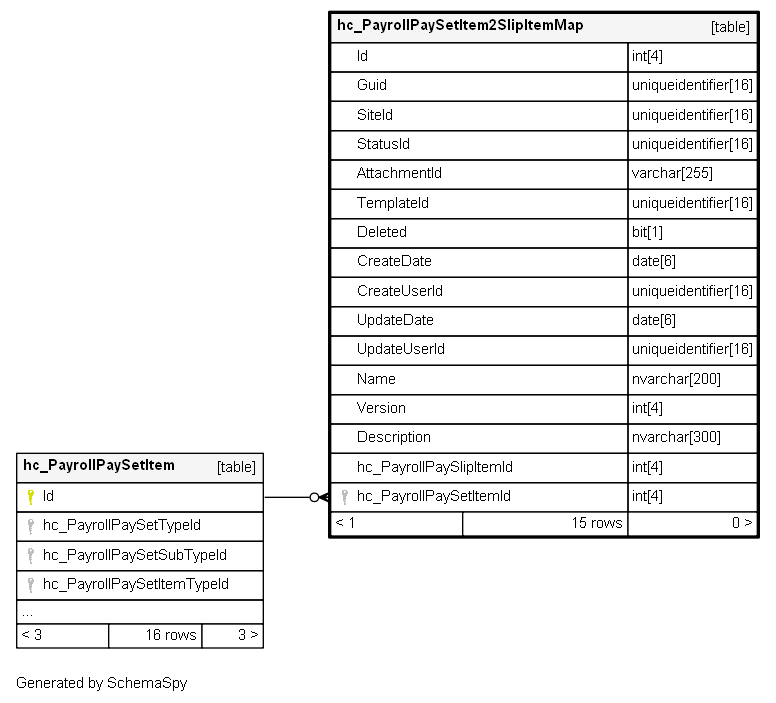 hc_PayrollPaySetItem2SlipItemMap [table]
Id int[4]
Guid uniqueidentifier[16]
SiteId uniqueidentifier[16]
StatusId uniqueidentifier[16]
AttachmentId varchar[255]
TemplateId uniqueidentifier[16]
Deleted bit[1]
CreateDate date[6]
CreateUserId uniqueidentifier[16]
UpdateDate date[6]
UpdateUserId uniqueidentifier[16]
Name nvarchar[200]
Version int[4]
Description nvarchar[300]
hc_PayrollPaySlipItemId int[4]
hc_PayrollPaySetItemId int[4]
< 1 15 rows 0 >
hc_PayrollPaySetItem [table]
Id
hc_PayrollPaySetTypeId
hc_PayrollPaySetSubTypeId
hc_PayrollPaySetItemTypeId
...
< 3 16 rows 3 >
Generated by SchemaSpy